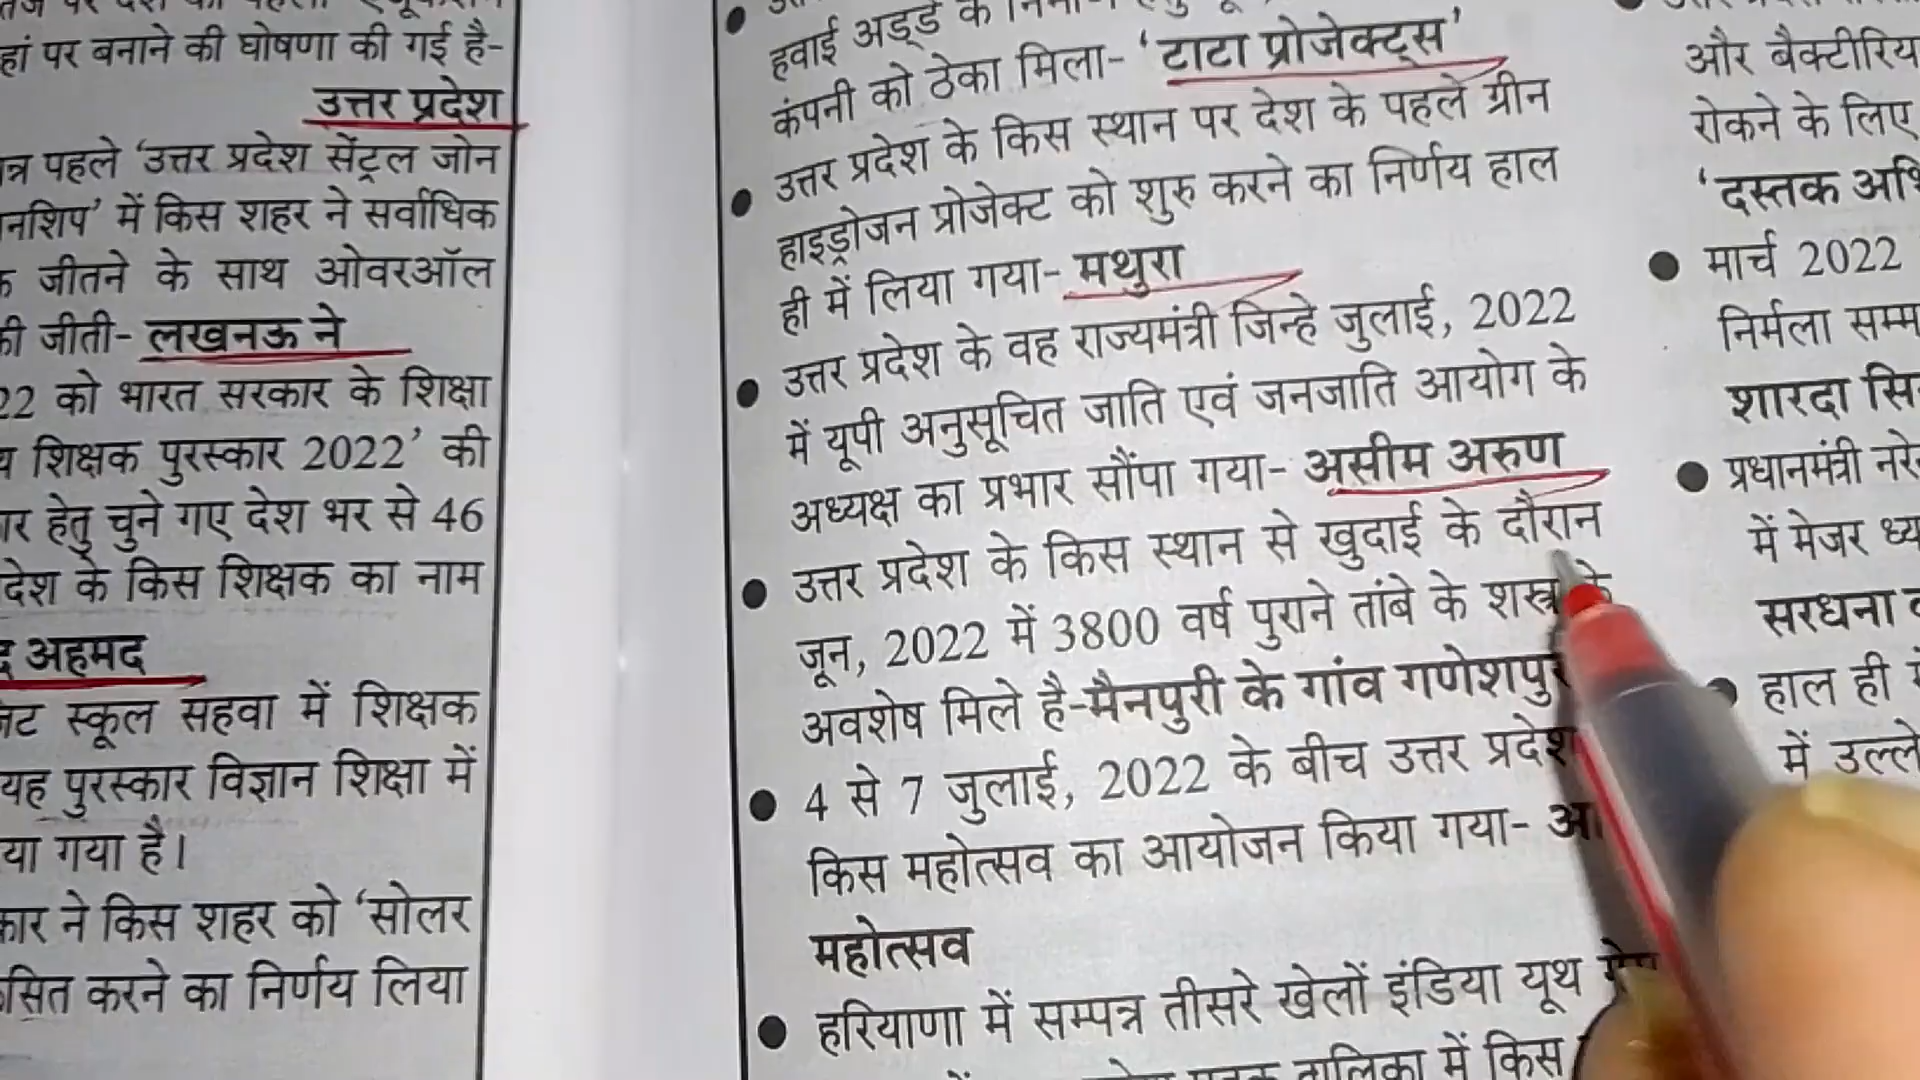 हां पर बनाने की घोषणा की गई है-
उत्तर प्रदेश
पहले ‘उत्तर प्रदेश सेंट्रल जोन
में किस शहर ने सर्वाधिक
जीतने के साथ ओवरऑल
जीती- लखनऊ ने
22 को भारत सरकार के शिक्षा
शिक्षक पुरस्कार 2022’ की
हेतु चुने गए देश भर से 46
देश के किस शिक्षक का नाम
अहमद
स्कूल सहवा में शिक्षक
यह पुरस्कार विज्ञान शिक्षा में
या गया है।
ने किस शहर को ‘सोलर
सित करने का निर्णय लिया
हवाई अड्डे के
कंपनी को ठेका मिला- ‘टाटा प्रोजेक्ट्स’
उत्तर प्रदेश के किस स्थान पर देश के पहले ग्रीन
● हाइड्रोजन प्रोजेक्ट को शुरु करने का निर्णय हाल
ही में लिया गया- मथुरा
● उत्तर प्रदेश के वह राज्यमंत्री जिन्हे जुलाई, 2022
में यूपी अनुसूचित जाति एवं जनजाति आयोग के
अध्यक्ष का प्रभार सौंपा गया- असीम अरुण
● उत्तर प्रदेश के किस स्थान से खुदाई के दौरान
जून, 2022 में 3800 वर्ष पुराने तांबे के शस्त्र के
अवशेष मिले है-मैनपुरी के गांव गणेशपुर
● 4 से 7 जुलाई, 2022 के बीच उत्तर प्रदेश
किस महोत्सव का आयोजन किया गया-
महोत्सव
● हरियाणा में सम्पन्न तीसरे खेलों इंडिया यूथ
तालिका में किस
और
रोकने के लिए
‘दस्तक
● मार्च 2022
निर्मला
शारदा
● प्रधानमंत्री
में मेजर
सरधना
● हाल ही
में